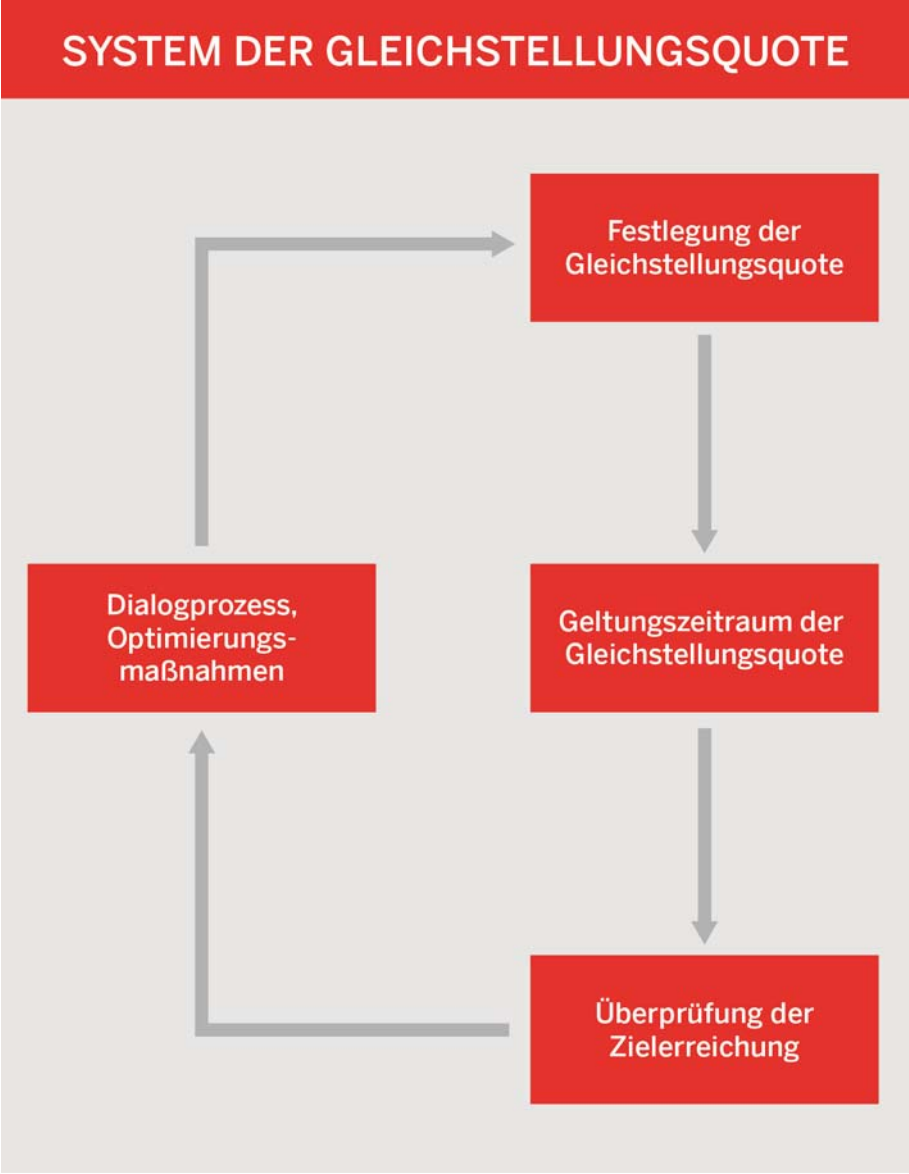 SYSTEM DER GLEICHSTELLUNGSQUOTE
Festlegung der
Gleichstellungsquote
Dialogprozess,
Optimierungs-
maßnahmen
Geltungszeitraum der
Gleichstellungsquote
Überprüfung der
Zielerreichung